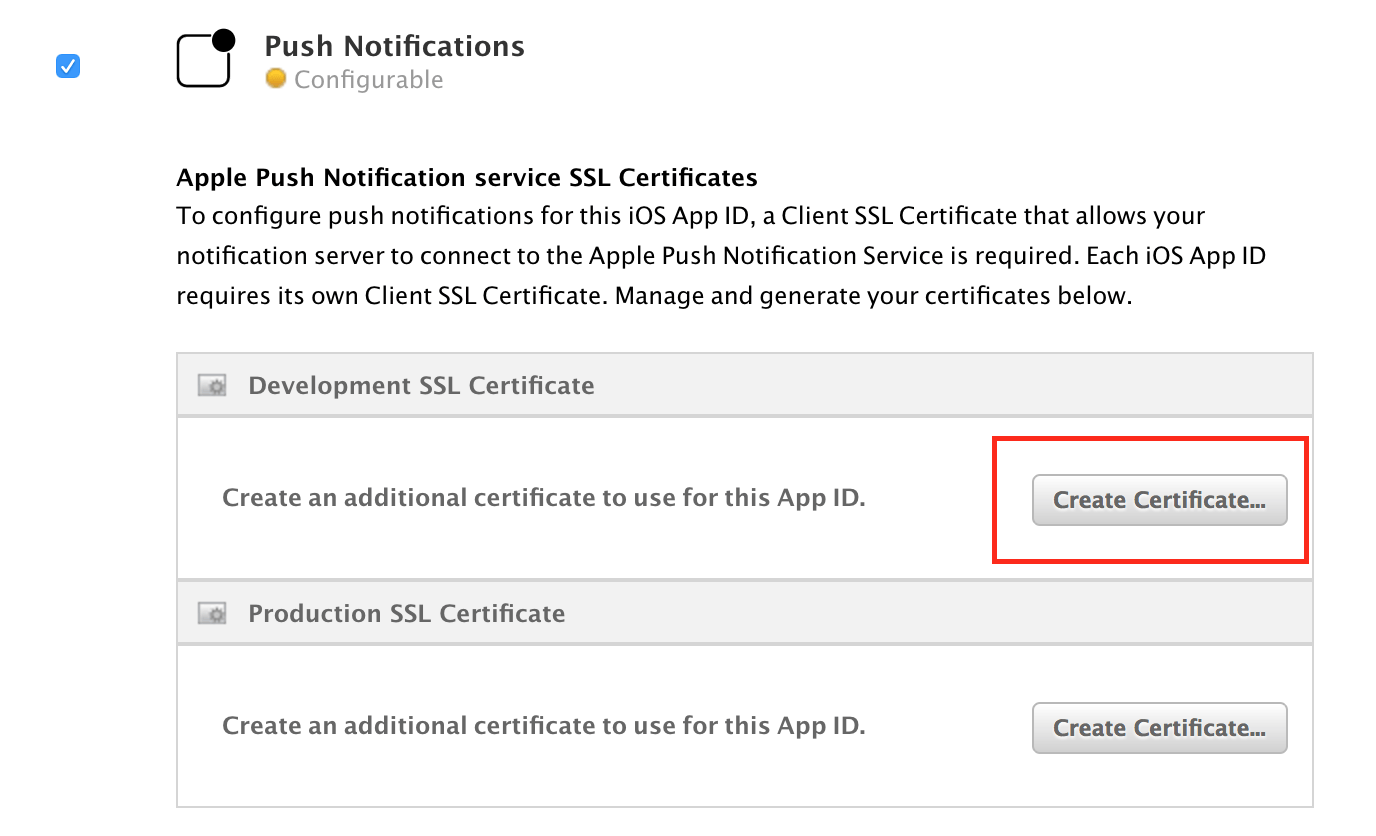 Push Notifications
Configurable
Apple Push Notification service SSL Certificates
To configure push notifications for this iOS App ID, a Client SSL Certificate that allows your
notification server to connect to the Apple Push Notification Service is required. Each iOS App ID
requires its own Client SSL Certificate. Manage and generate your certificates below.
Development SSL Certificate
Create an additional certificate to use for this App ID.
Create Certificate...
Production SSL Certificate
Create an additional certificate to use for this App ID.
Create Certificate...